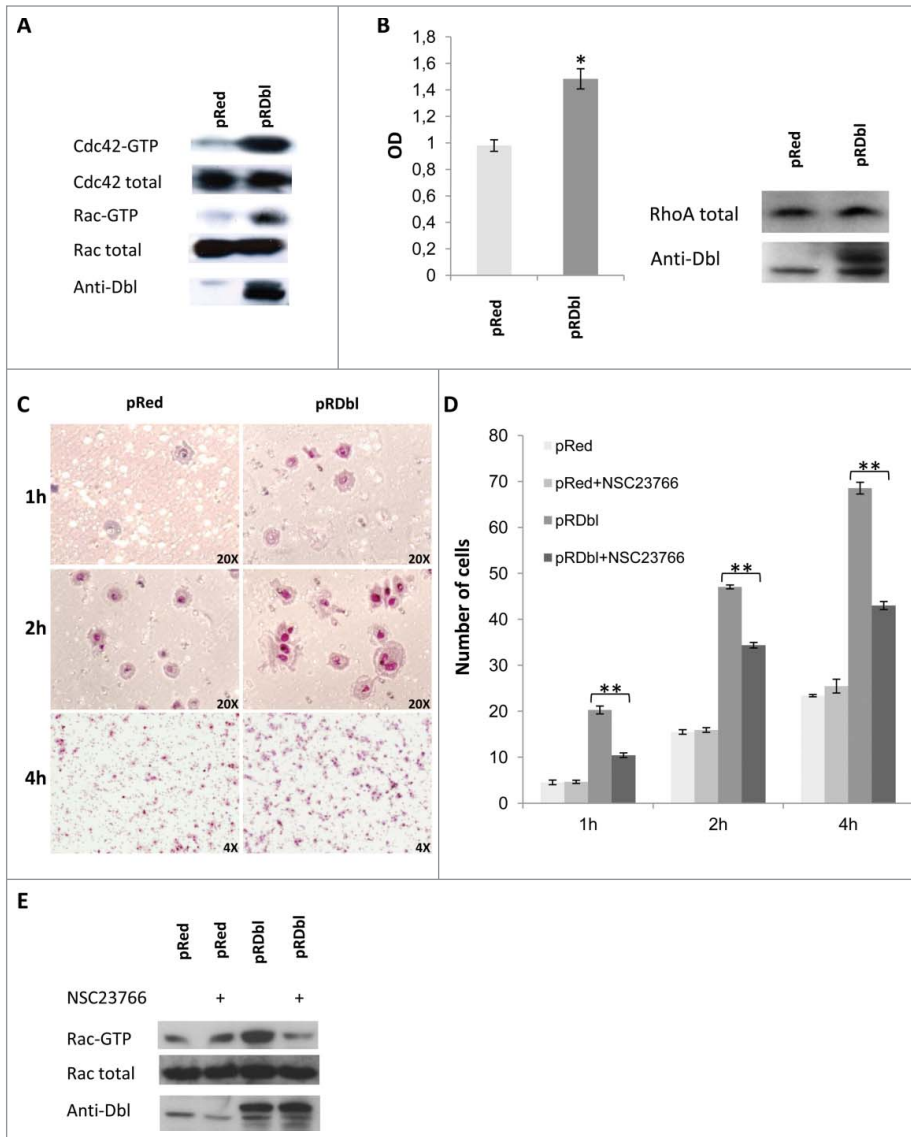 A
pRed
pRDbl
Cdc42-GTP
Cdc42 total
Rac-GTP
Rac total
Anti-Dbl
B
1,8
1,6
1,4
1,2
1
0,8
0,6
0,4
0,2
0
OD
*
pRed
pRDbl
pRed
pRDbl
RhoA total
Anti-Dbl
C
pRed
pRDbl
1h
20X
20X
2h
20X
20X
4h
4X
4X
D
80
70
60
50
40
30
20
10
0
Number of cells
pRed
pRed+NSC23766
pRDbl
pRDbl+NSC23766
**
**
**
1h
2h
4h
E
pRed
pRed
pRDbl
pRDbl
NSC23766 + +
Rac-GTP
Rac total
Anti-Dbl